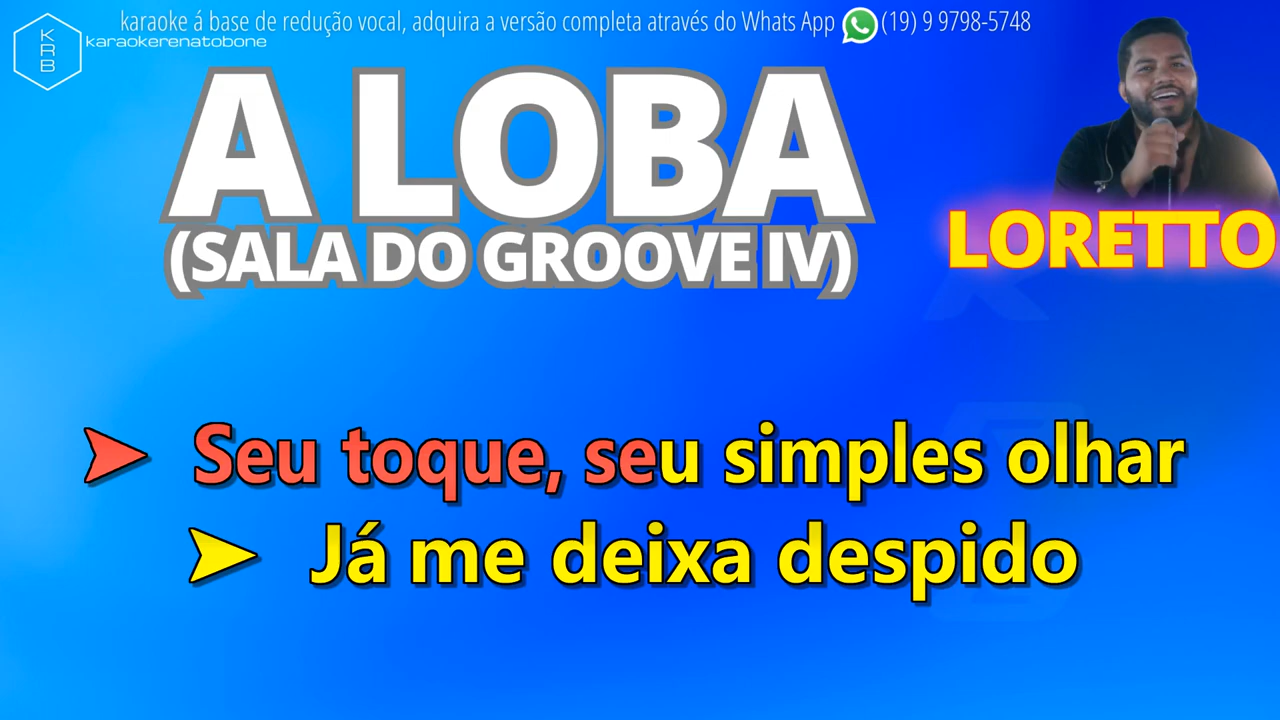 karaoke á base de redução vocal, adquira a versão completa através do Whats App (19) 9 9798-5748
KRB
karaokerenatobone
A LOBA
(SALA DO GROOVE IV)
LORETTO
Seu toque, seu simples olhar
Já me deixa despido